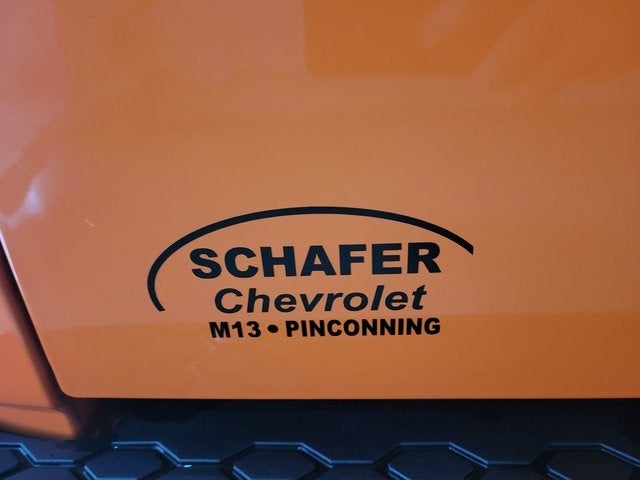 SCHAFER
Chevrolet
M13 • PINCONNING